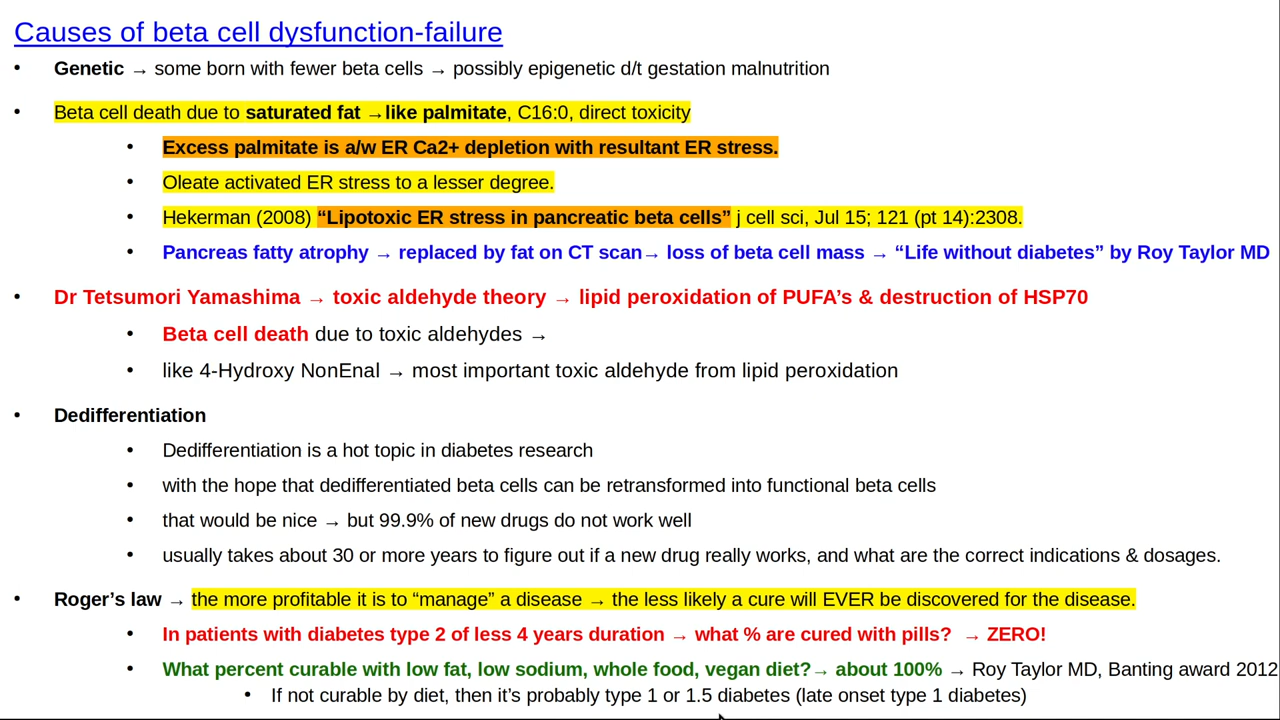 Causes of beta cell dysfunction-failure
• Genetic → some born with fewer beta cells → possibly epigenetic d/t gestation malnutrition
• Beta cell death due to saturated fat →like palmitate, C16:0, direct toxicity
• Excess palmitate is a/w ER Ca2+ depletion with resultant ER stress.
• Oleate activated ER stress to a lesser degree.
• Hekerman (2008) “Lipotoxic ER stress in pancreatic beta cells” j cell sci, Jul 15; 121 (pt 14):2308.
• Pancreas fatty atrophy → replaced by fat on CT scan→ loss of beta cell mass → “Life without diabetes” by Roy Taylor MD
• Dr Tetsumori Yamashima → toxic aldehyde theory → lipid peroxidation of PUFA’s & destruction of HSP70
• Beta cell death due to toxic aldehydes →
• like 4-Hydroxy NonEnal → most important toxic aldehyde from lipid peroxidation
• Dedifferentiation
• Dedifferentiation is a hot topic in diabetes research
• with the hope that dedifferentiated beta cells can be retransformed into functional beta cells
• that would be nice → but 99.9% of new drugs do not work well
• usually takes about 30 or more years to figure out if a new drug really works, and what are the correct indications & dosages.
• Roger’s law → the more profitable it is to “manage” a disease → the less likely a cure will EVER be discovered for the disease.
• In patients with diabetes type 2 of less 4 years duration → what % are cured with pills? → ZERO!
• What percent curable with low fat, low sodium, whole food, vegan diet?→ about 100% → Roy Taylor MD, Banting award 2012
• If not curable by diet, then it’s probably type 1 or 1.5 diabetes (late onset type 1 diabetes)